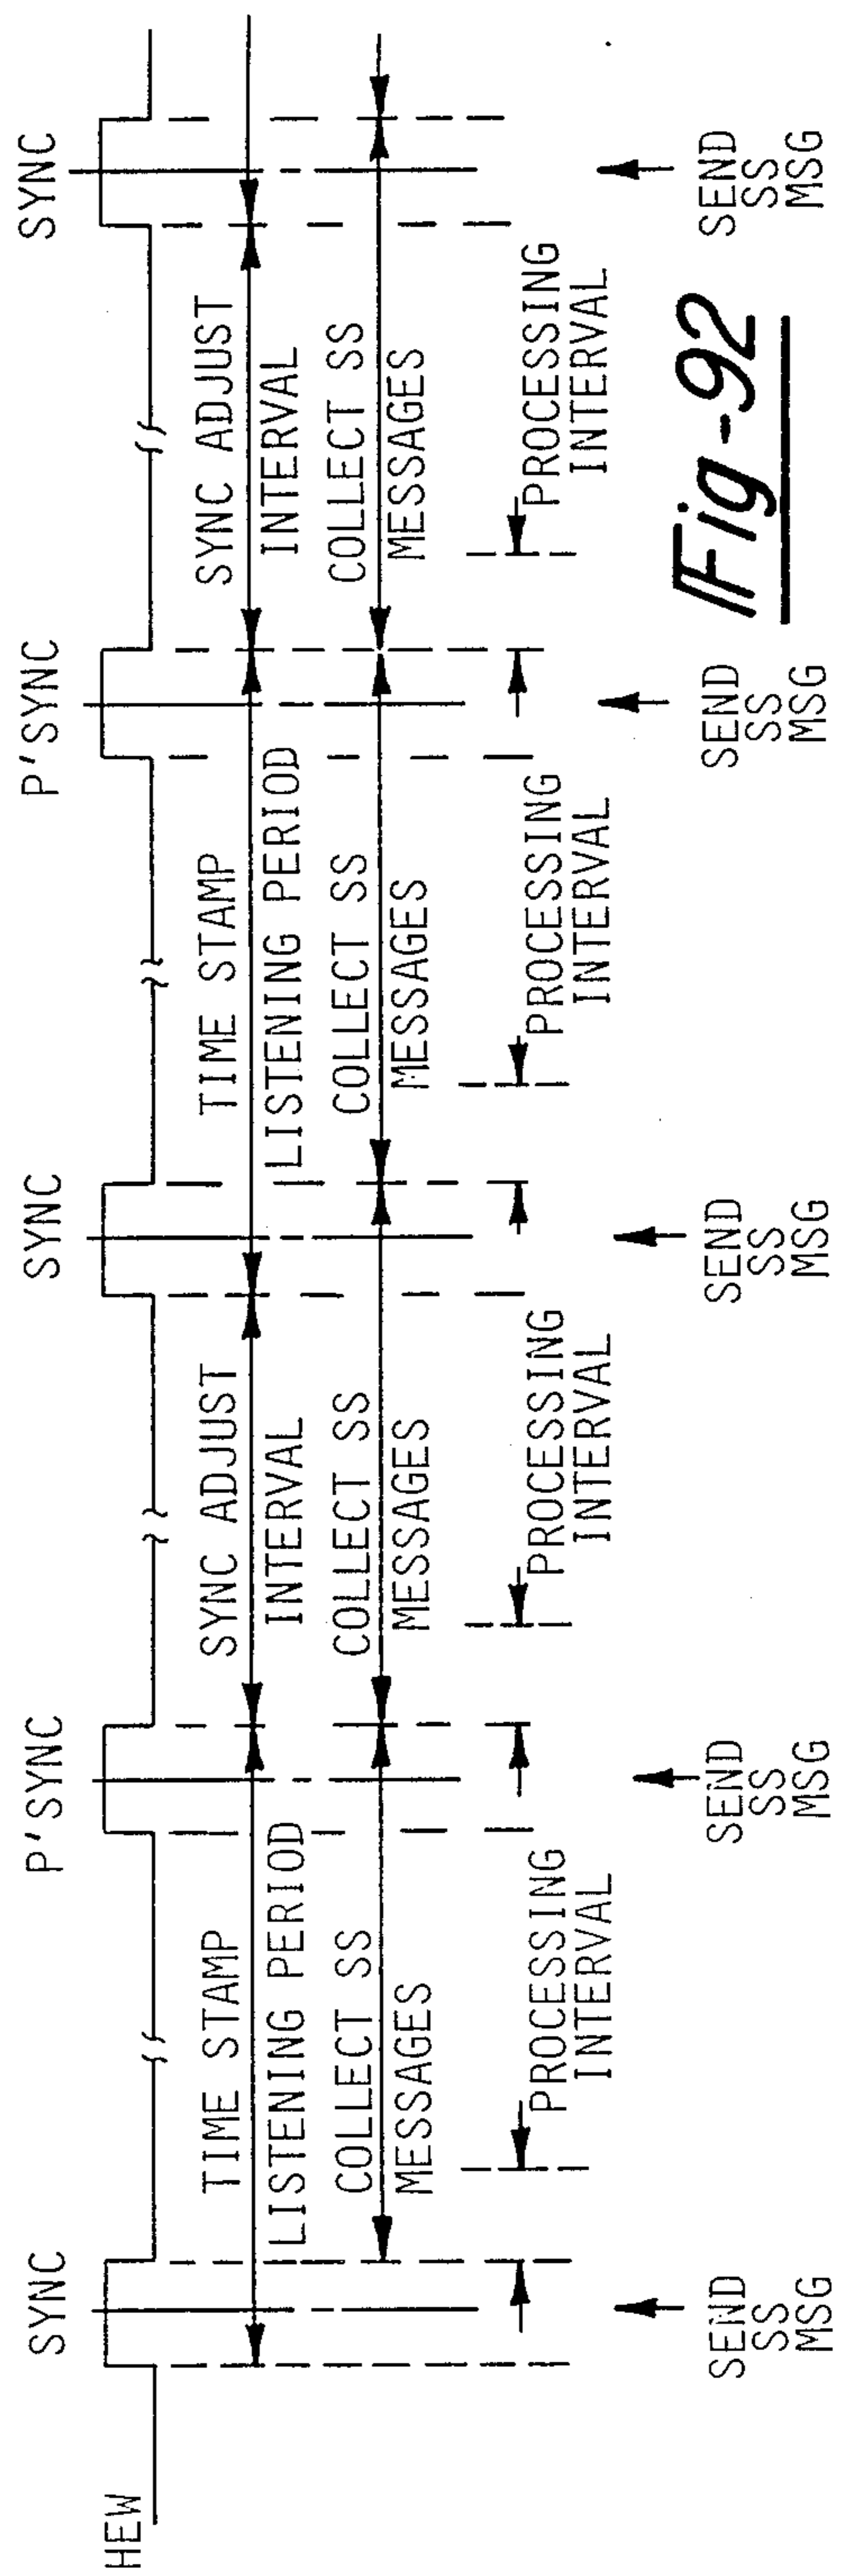 HEW
SYNC
P'SYNC
SYNC
P'SYNC
SYNC
TIME STAMP
LISTENING PERIOD
SYNC ADJUST
INTERVAL
TIME STAMP
LISTENING PERIOD
SYNC ADJUST
INTERVAL
COLLECT SS
MESSAGES
COLLECT SS
MESSAGES
COLLECT SS
MESSAGES
COLLECT SS
MESSAGES
PROCESSING
INTERVAL
PROCESSING
INTERVAL
PROCESSING
INTERVAL
PROCESSING
INTERVAL
SEND
SS
MSG
SEND
SS
MSG
SEND
SS
MSG
SEND
SS
MSG
SEND
SS
MSG
Fig-92